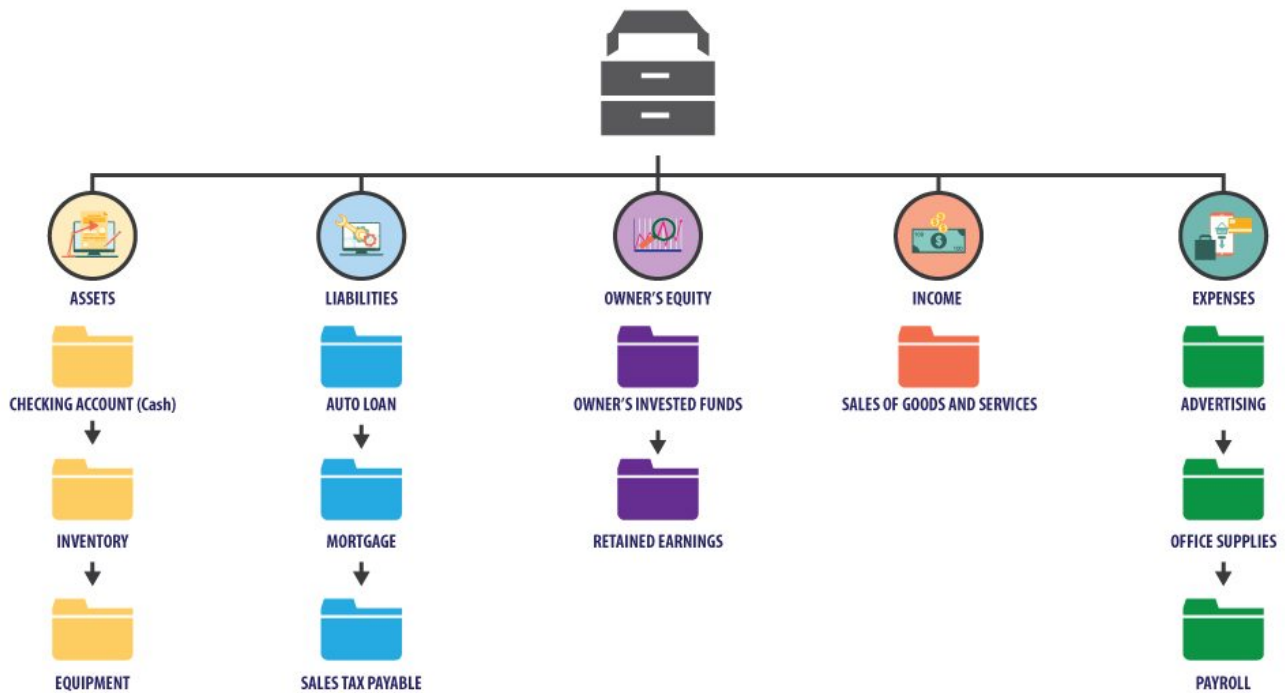 ASSETS
LIABILITIES
OWNER'S EQUITY
INCOME
EXPENSES
CHECKING ACCOUNT (Cash)
AUTO LOAN
OWNER'S INVESTED FUNDS
SALES OF GOODS AND SERVICES
ADVERTISING
INVENTORY
MORTGAGE
RETAINED EARNINGS
OFFICE SUPPLIES
EQUIPMENT
SALES TAX PAYABLE
PAYROLL